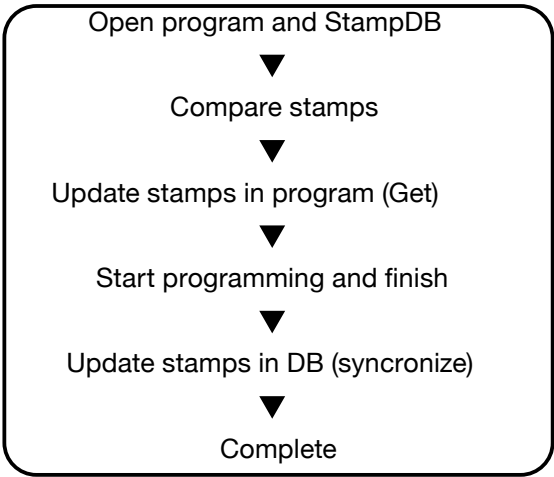 Open program and StampDB
Compare stamps
Update stamps in program (Get)
Start programming and finish
Update stamps in DB (syncronize)
Complete